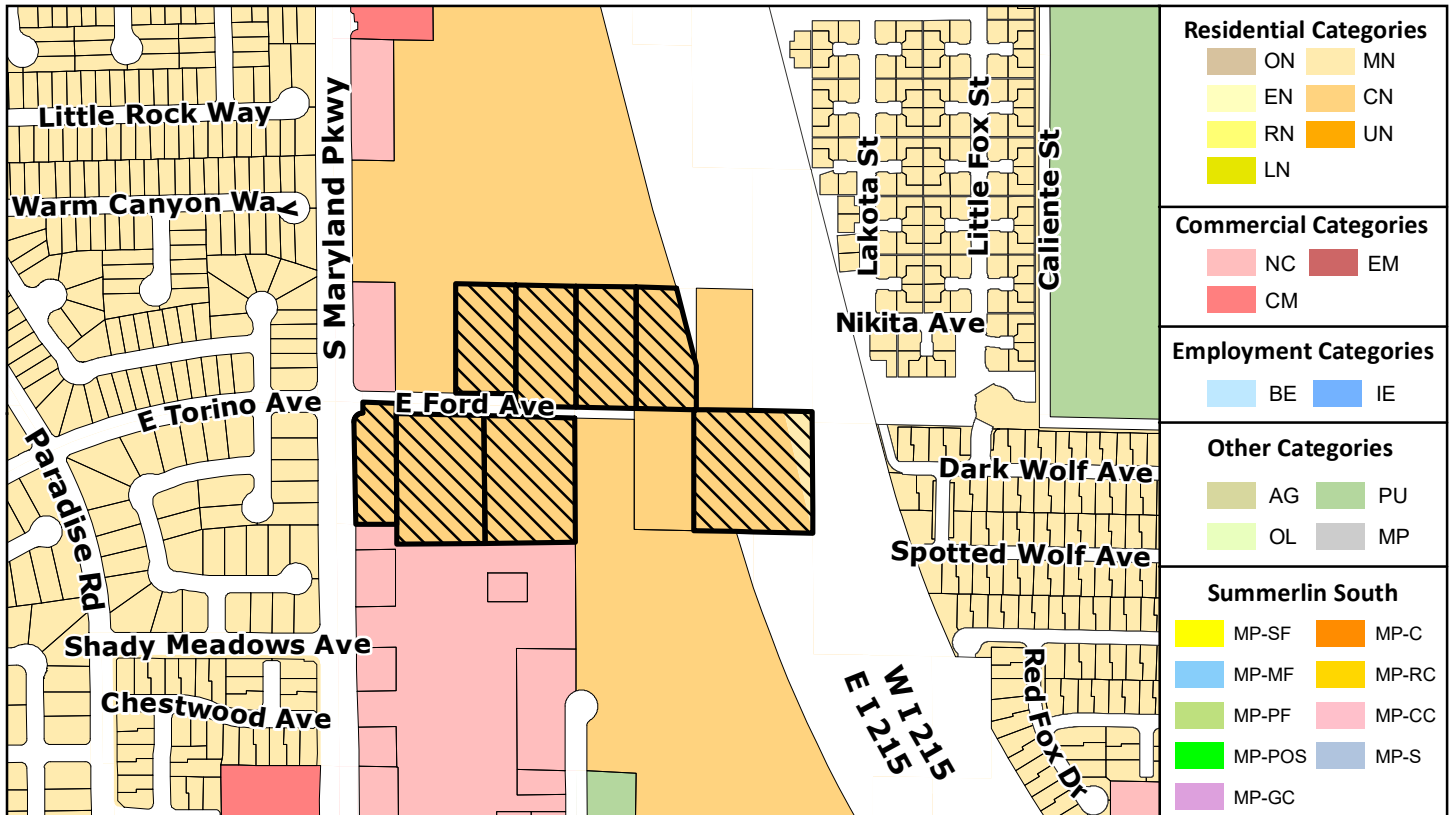 Little Rock Way
Warm Canyon Way
S Maryland Pkwy
E Torino Ave
Paradise Rd
Shady Meadows Ave
Chestwood Ave
E Ford Ave
Lakota St
Little Fox St
Caliente St
Nikita Ave
Dark Wolf Ave
Spotted Wolf Ave
W I 215
E I 215
Red Fox Dr
Residential Categories
ON MN
EN CN
RN UN
LN
Commercial Categories
NC EM
CM
Employment Categories
BE IE
Other Categories
AG PU
OL MP
Summerlin South
MP-SF MP-C
MP-MF MP-RC
MP-PF MP-CC
MP-POS MP-S
MP-GC